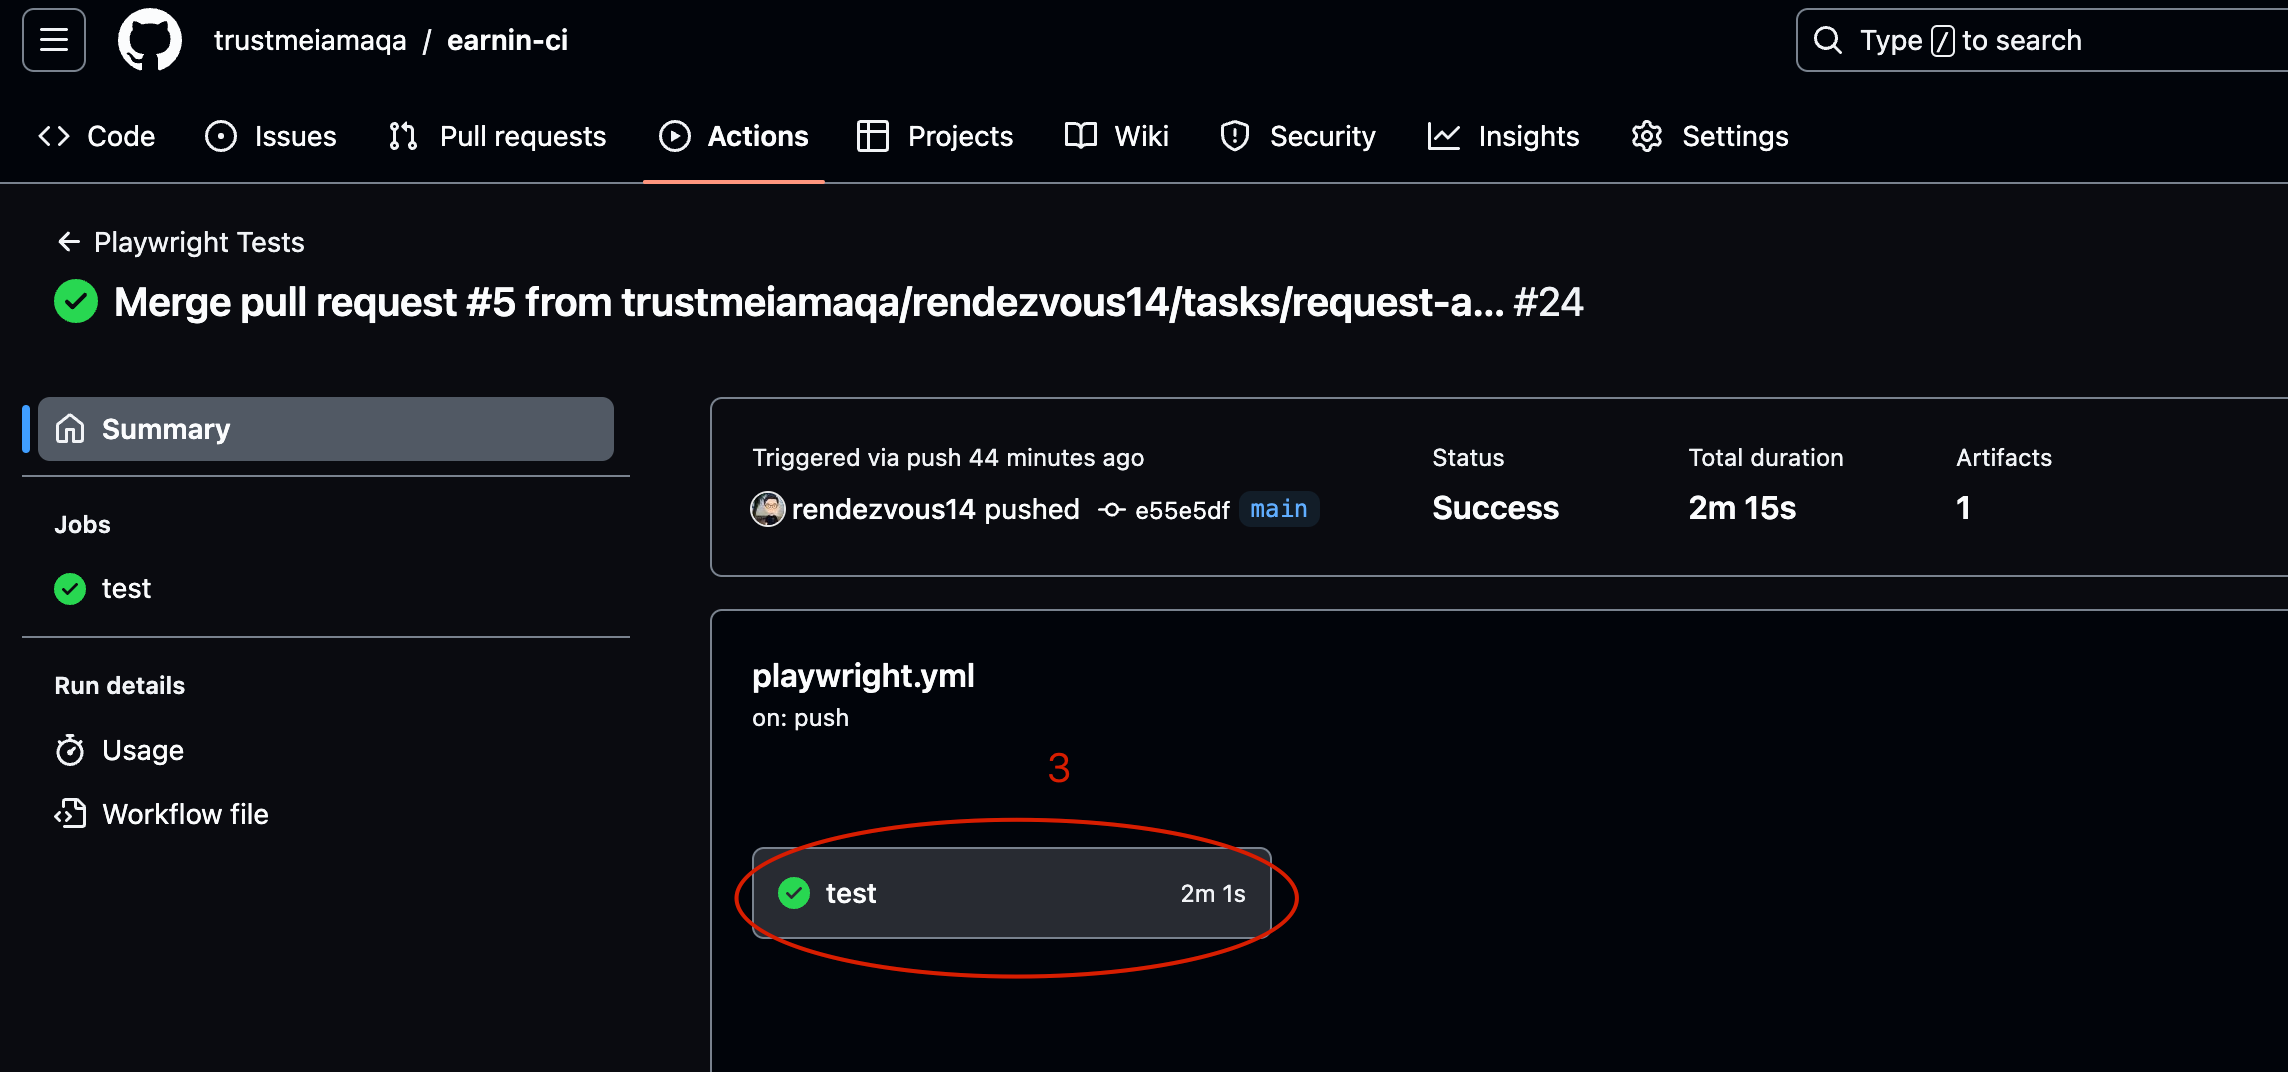 trustmeiamaqa / earnin-ci
Type / to search
Code Issues Pull requests Actions Projects Wiki Security Insights Settings
← Playwright Tests
Merge pull request #5 from trustmeiamaqa/rendezvous14/tasks/request-a... #24
Summary
Jobs
test
Run details
Usage
Workflow file
Triggered via push 44 minutes ago
rendezvous14 pushed e55e5df main
Status
Success
Total duration
2m 15s
Artifacts
1
playwright.yml
on: push
3
test 2m 1s